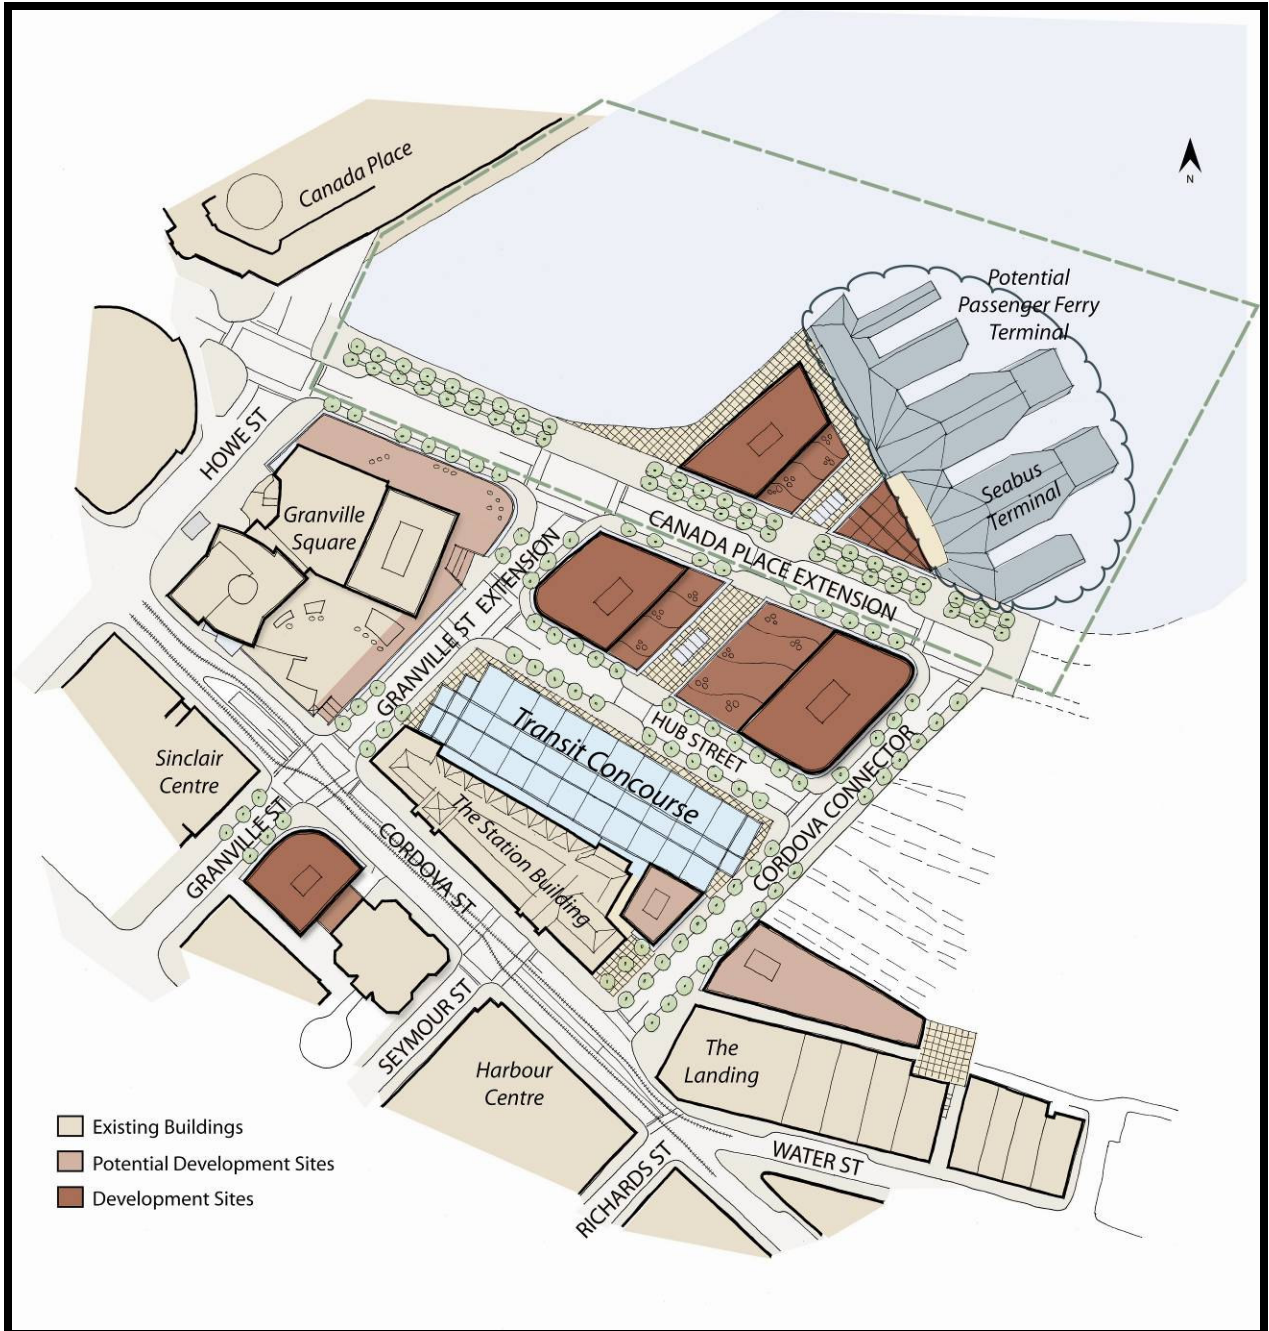 Canada Place
N
Potential
Passenger Ferry
Terminal
HOWE ST
Granville
Square
Seabus
Terminal
CANADA PLACE EXTENSION
GRANVILLE ST EXTENSION
HUB STREET
Transit Concourse
Sinclair
Centre
The Station Building
CORDOVA CONNECTOR
GRANVILLE ST
CORDOVA ST
SEYMOUR ST
The
Landing
Harbour
Centre
WATER ST
RICHARDS ST
Existing Buildings
Potential Development Sites
Development Sites